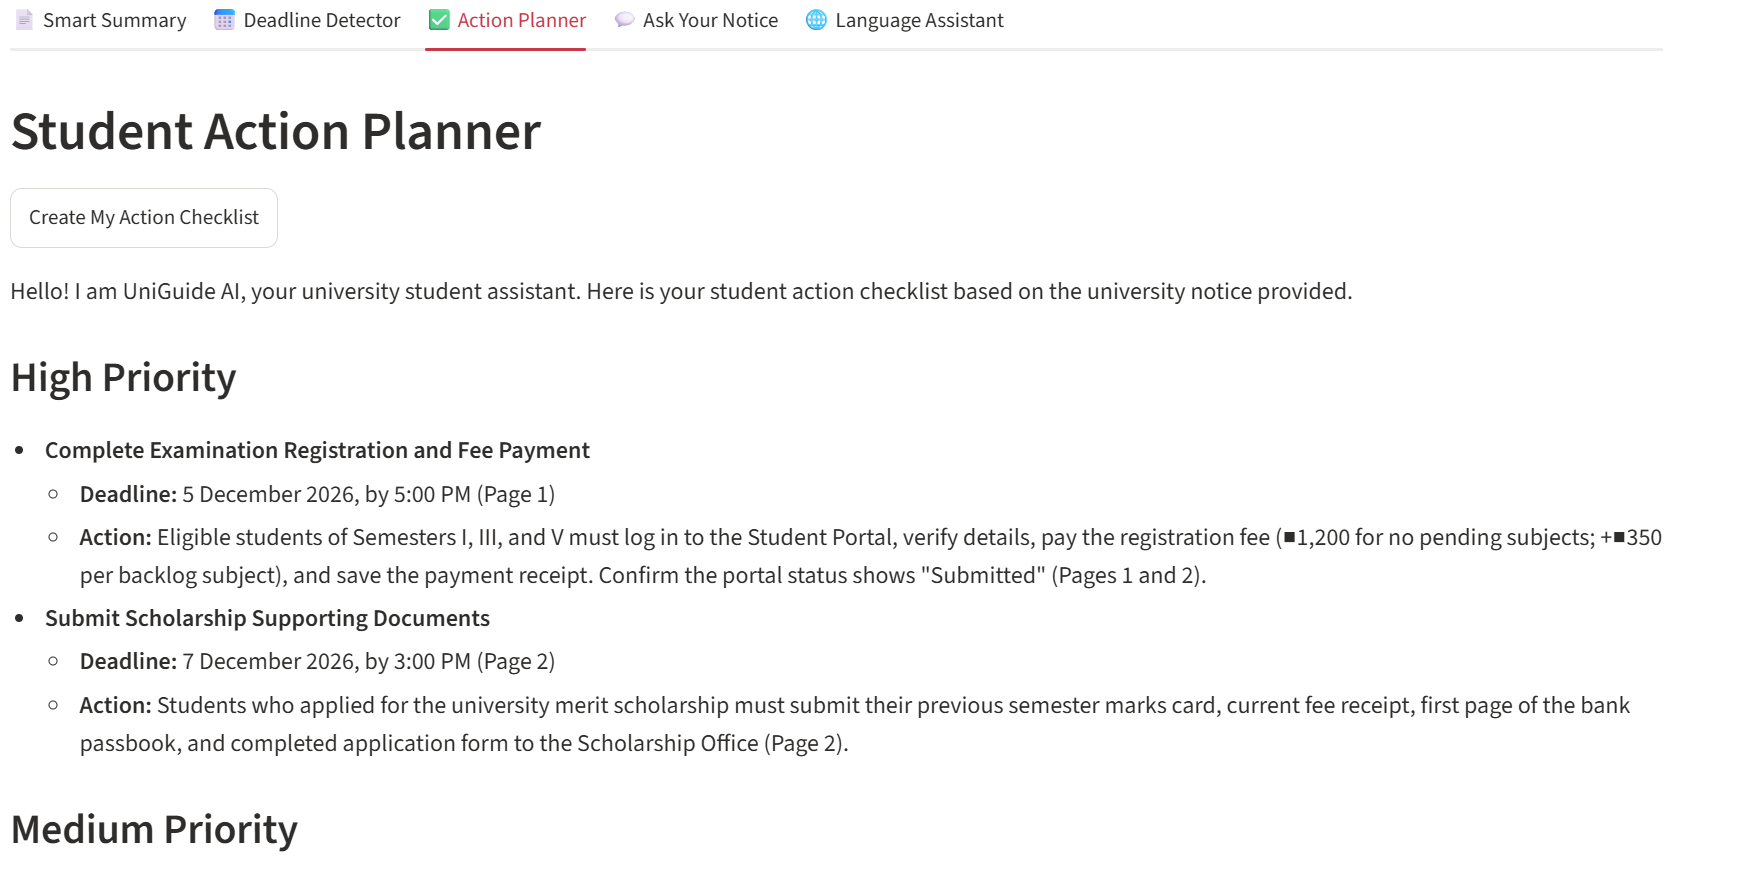 Smart Summary
Deadline Detector
Action Planner
Ask Your Notice
Language Assistant
Student Action Planner
Create My Action Checklist
Hello! I am UniGuide AI, your university student assistant. Here is your student action checklist based on the university notice provided.
High Priority
• Complete Examination Registration and Fee Payment
◦ Deadline: 5 December 2026, by 5:00 PM (Page 1)
◦ Action: Eligible students of Semesters I, III, and V must log in to the Student Portal, verify details, pay the registration fee (■1,200 for no pending subjects; +■350
per backlog subject), and save the payment receipt. Confirm the portal status shows "Submitted" (Pages 1 and 2).
• Submit Scholarship Supporting Documents
◦ Deadline: 7 December 2026, by 3:00 PM (Page 2)
◦ Action: Students who applied for the university merit scholarship must submit their previous semester marks card, current fee receipt, first page of the bank
passbook, and completed application form to the Scholarship Office (Page 2).
Medium Priority